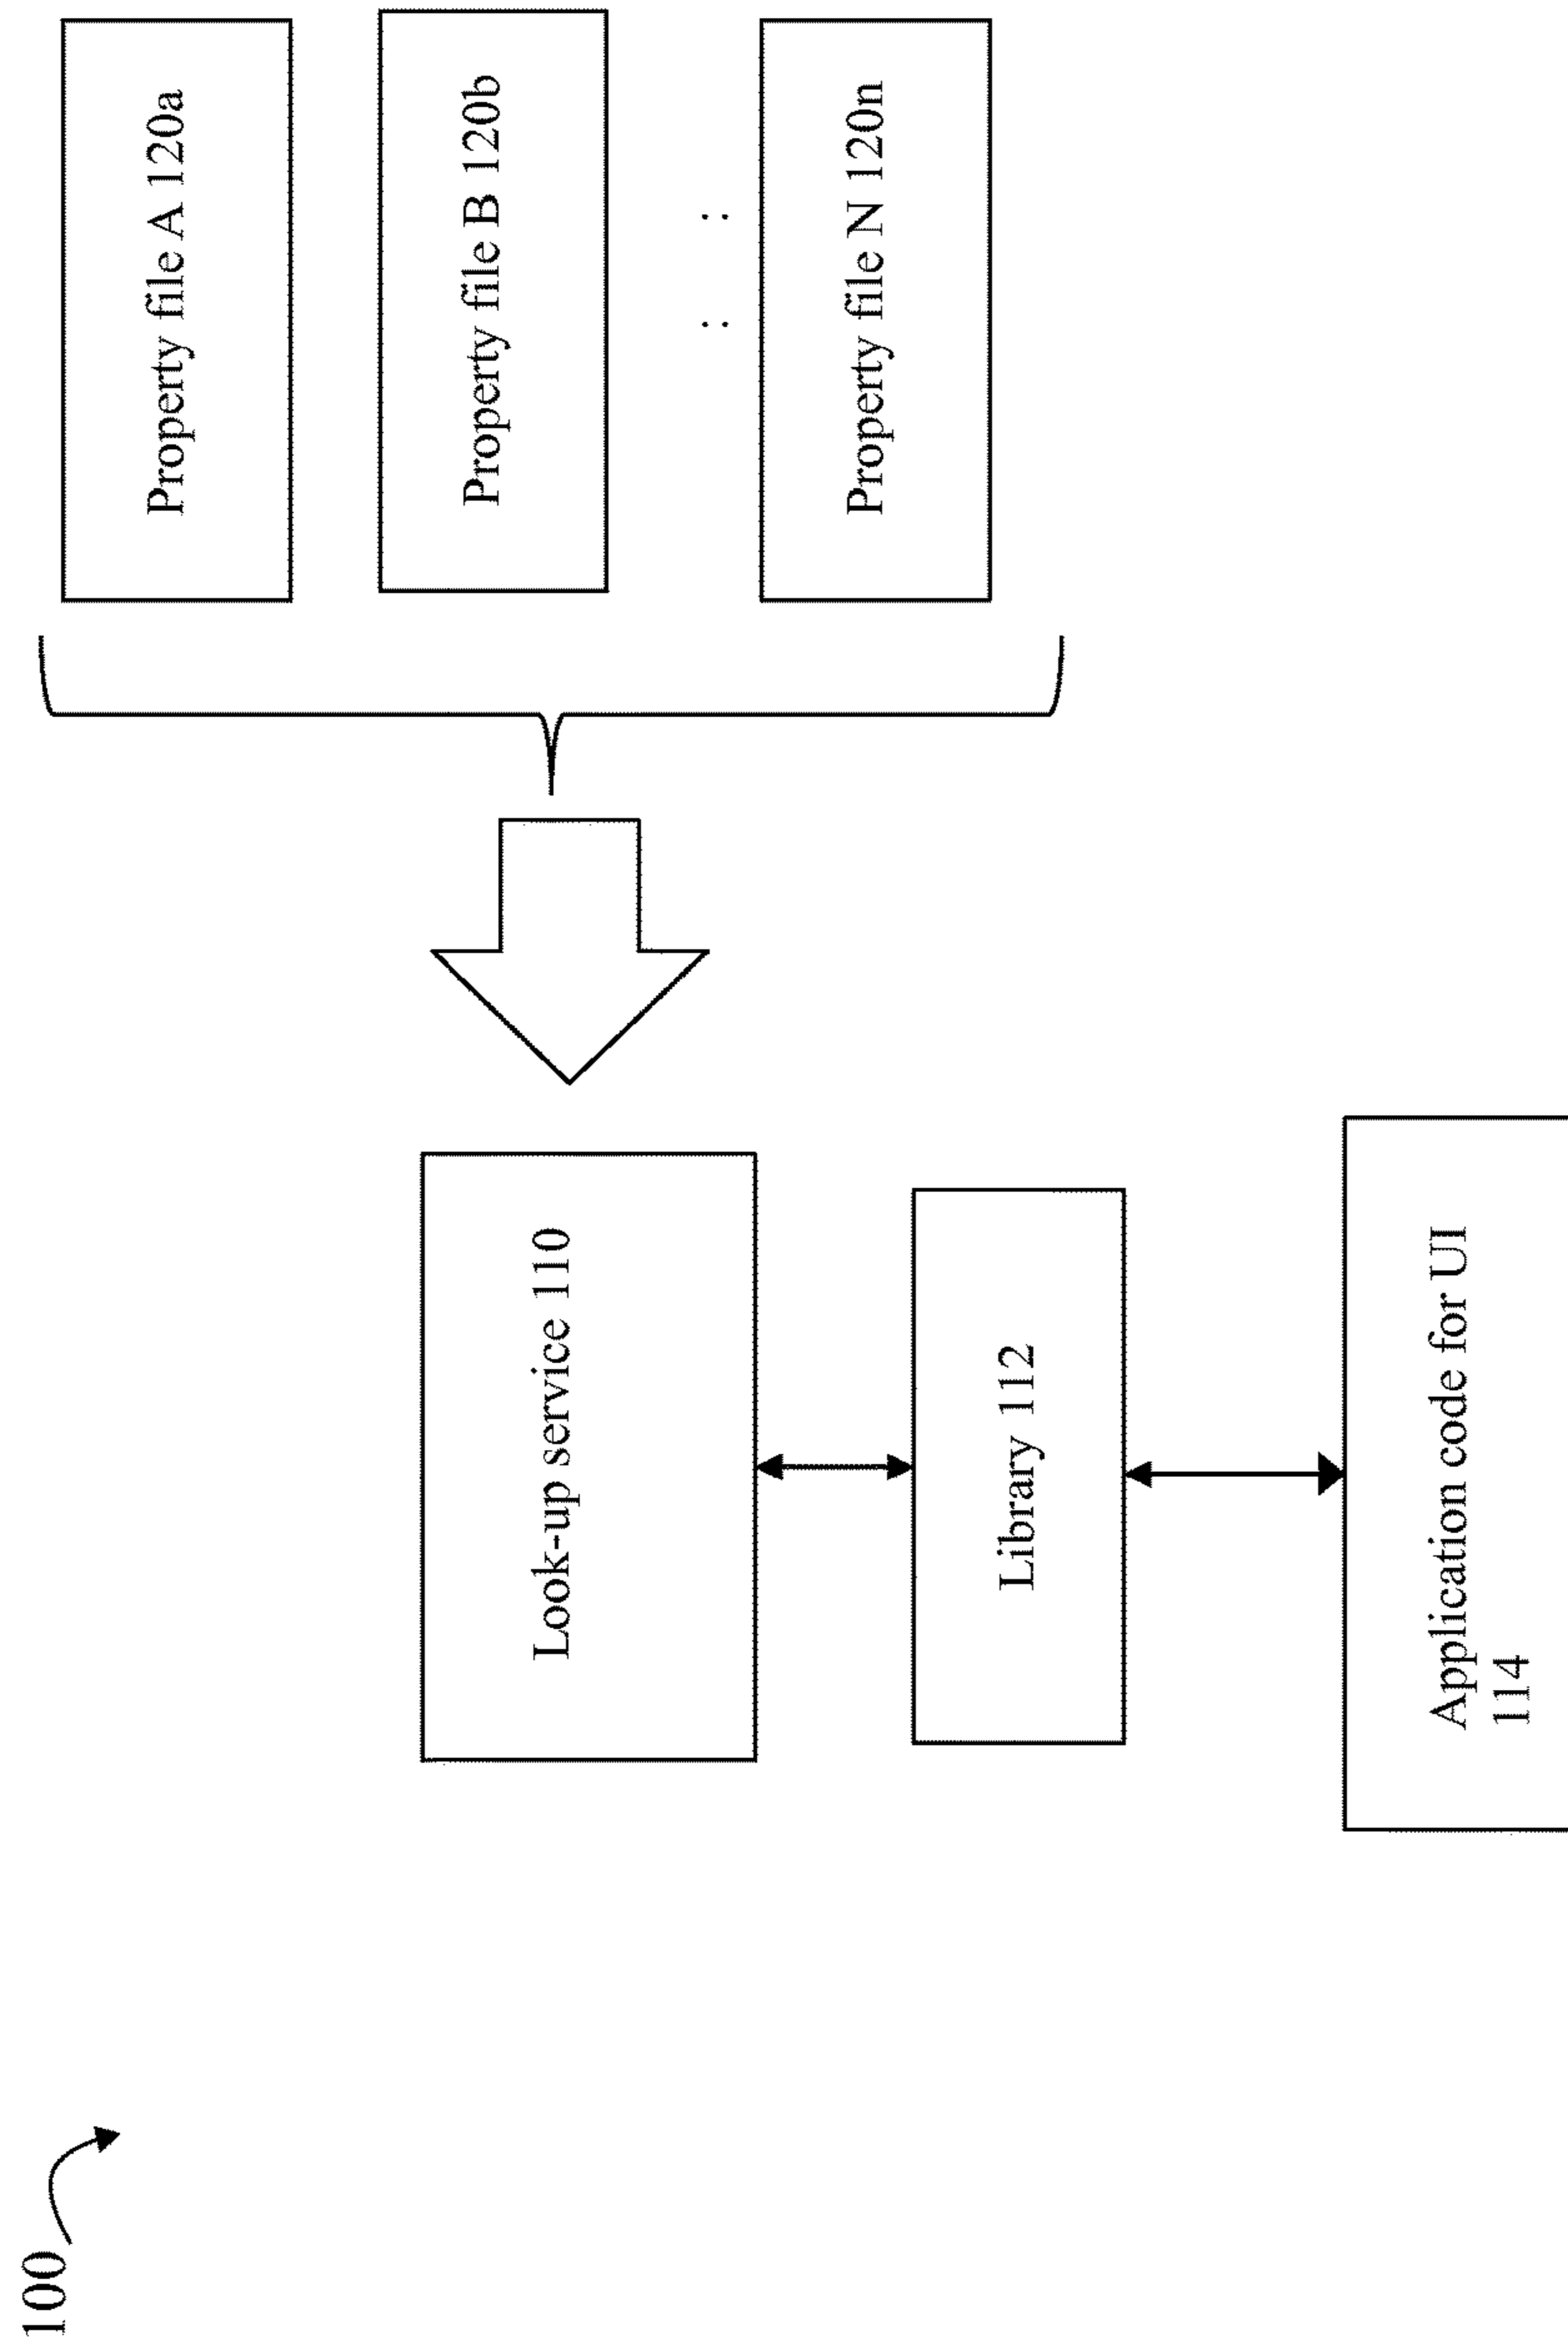 100
Look-up service 110
Library 112
Application code for UI
114
Property file A 120a
Property file B 120b
: :
Property file N 120n